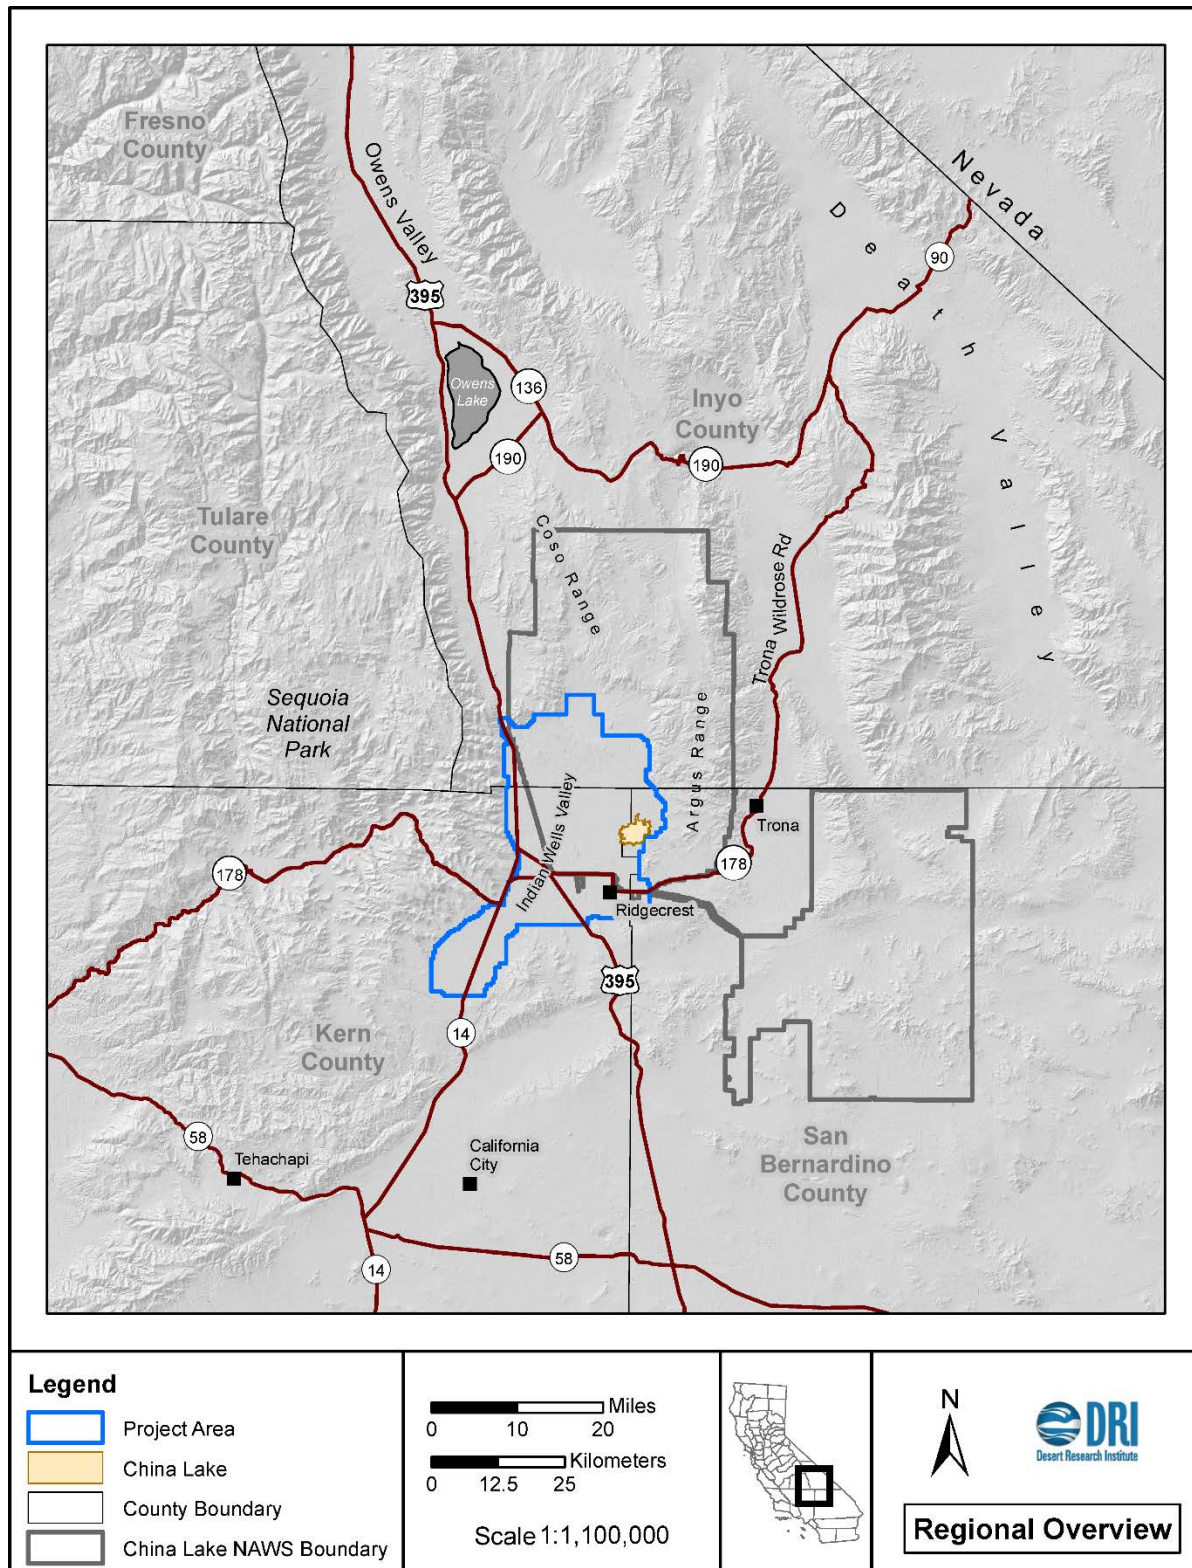 Fresno
County
Owens Valley
Nevada
Death Valley
90
395
Owens
Lake
136
Inyo
County
190
190
Tulare
County
Coso Range
Trona Wildrose Rd
Sequoia
National
Park
Argus Range
Indian Wells Valley
Trona
178
178
Ridgecrest
395
14
Kern
County
58
Tehachapi
California
City
San
Bernardino
County
58
14
Legend
Project Area
China Lake
County Boundary
China Lake NAWS Boundary
Miles
0 10 20
Kilometers
0 12.5 25
Scale 1:1,100,000
N
DRI
Desert Research Institute
Regional Overview